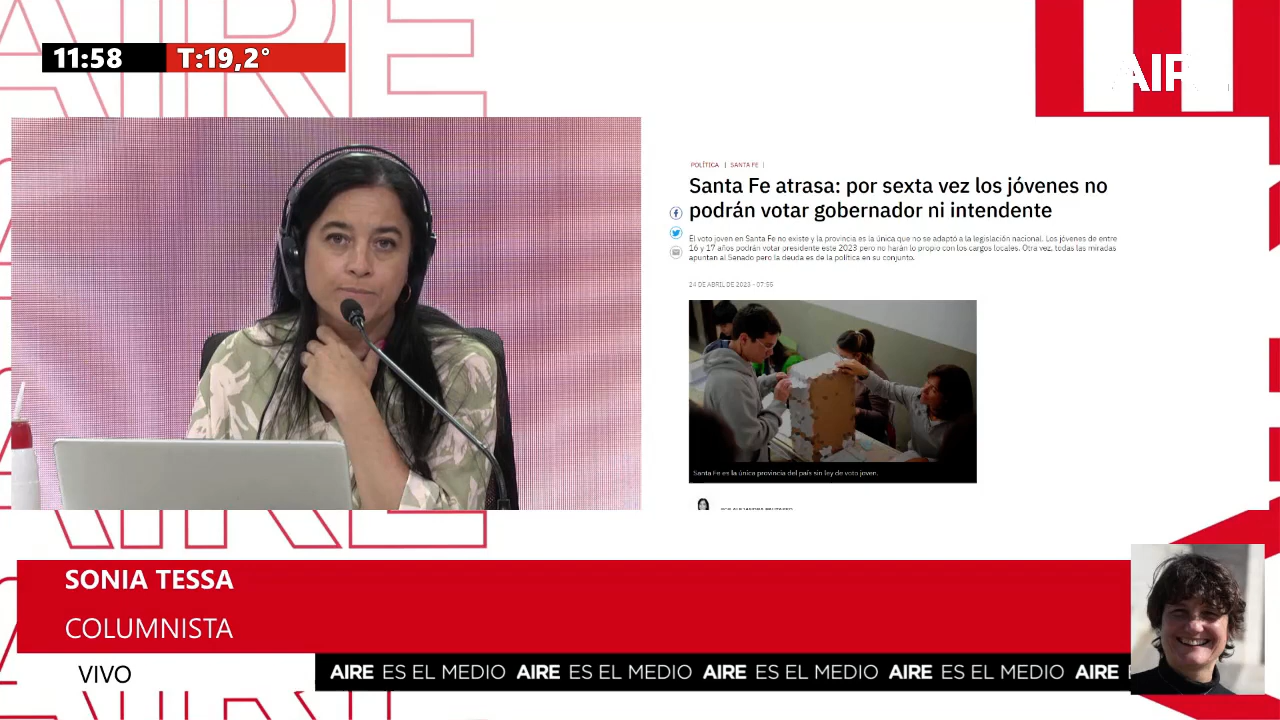 11:58 T:19,2°
AIRE
POLÍTICA | SANTA FE |
Santa Fe atrasa: por sexta vez los jóvenes no
podrán votar gobernador ni intendente
El voto joven en Santa Fe no existe y la provincia es la única que no se adaptó a la legislación nacional. Los jóvenes de entre
16 y 17 años podrán votar presidente este 2023 pero no harán lo propio con los cargos locales. Otra vez, todas las miradas
apuntan al Senado pero la deuda es de la política en su conjunto.
24 DE ABRIL DE 2023 - 07:55
Santa Fe es la única provincia del país sin ley de voto joven.
SONIA TESSA
COLUMNISTA
VIVO
AIRE ES EL MEDIO AIRE ES EL MEDIO AIRE ES EL MEDIO AIRE ES EL MEDIO AIRE